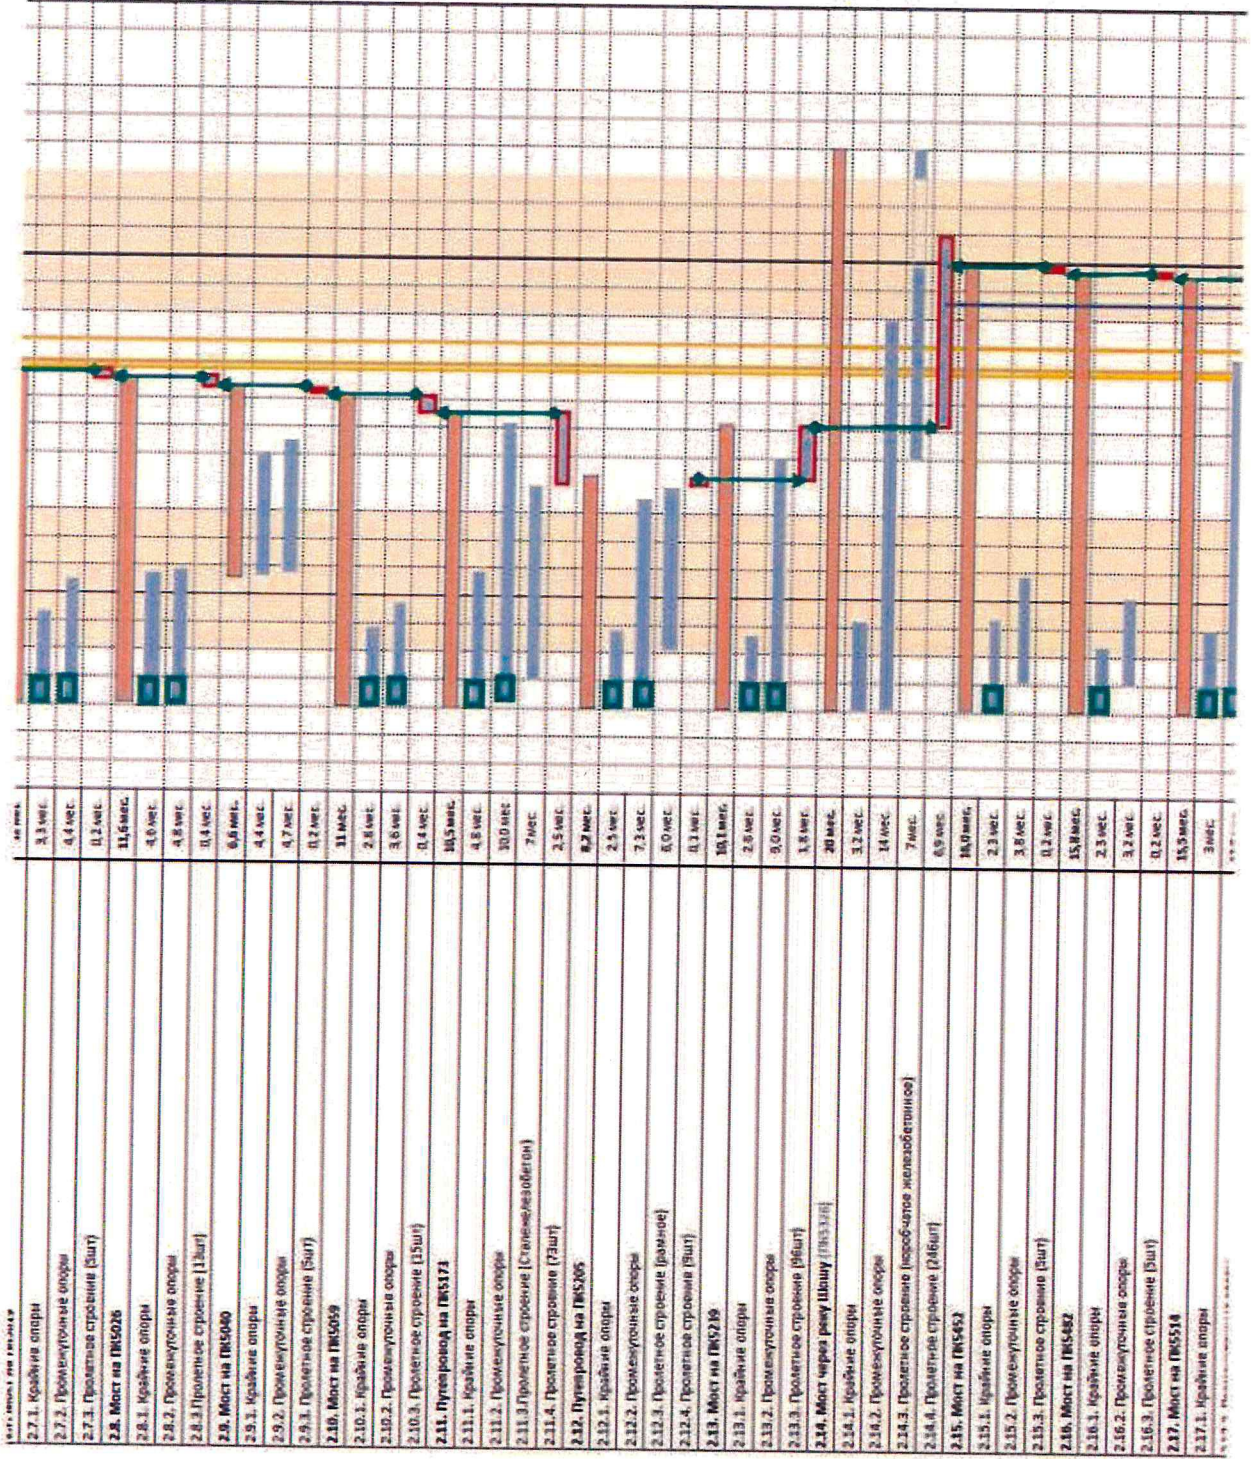 2.7.1. Крайние опоры 3,3 мес.
2.7.2. Промежуточные опоры 4,4 мес.
2.7.3. Пролетное строение (5шт) 0,2 мес.
2.8. Мост на ПК5026 11,6 мес.
2.8.1. Крайние опоры 4,6 мес.
2.8.2. Промежуточные опоры 4,8 мес.
2.8.3 Пролетное строение (13шт) 0,4 мес.
2.9. Мост на ПК5040 6,6 мес.
2.9.1. Крайние опоры 4,4 мес.
2.9.2. Промежуточные опоры 4,7 мес.
2.9.3. Пролетное строение (5шт) 0,2 мес.
2.10. Мост на ПК5059 11 мес.
2.10.1. Крайние опоры 2,8 мес.
2.10.2. Промежуточные опоры 3,6 мес.
2.10.3. Пролетное строение (15шт) 0,4 мес.
2.11. Путепровод на ПК5173 10,5 мес.
2.11.1. Крайние опоры 4,8 мес.
2.11.2. Промежуточные опоры 10,0 мес
2.11.3 Пролетное строение (Сталежелезобетон) 7 мес.
2.11.4. Пролетное строение (73шт) 2,5 мес.
2.12. Путепровод на ПК5205 8,2 мес.
2.12.1. Крайние опоры 2,5 мес.
2.12.2. Промежуточные опоры 7,3 мес.
2.12.3. Пролетное строение (рамное) 6,0 мес.
2.12.4. Пролетное строение (9шт)
2.13. Мост на ПК5239 10,1 мес.
2.13.1. Крайние опоры 2,6 мес.
2.13.2. Промежуточные опоры 9,0 мес.
2.13.3. Пролетное строение (96шт) 1,8 мес.
2.14. Мост через реку Шошу (ПК5326) 20 мес.
2.14.1. Крайние опоры 3,2 мес.
2.14.2. Промежуточные опоры 14 мес.
2.14.3. Пролетное строение (коробчатое железобетонное) 7 мес.
2.14.4. Пролетное строение (246шт) 6,9 мес.
2.15. Мост на ПК5452 16,0 мес.
2.15.1. Крайние опоры 2,3 мес.
2.15.2. Промежуточные опоры 3,8 мес.
2.15.3. Пролетное строение (5шт) 0,2 мес.
2.16. Мост на ПК5482 15,8 мес.
2.16.1. Крайние опоры 2,3 мес.
2.16.2. Промежуточные опоры 3,2 мес.
2.16.3. Пролетное строение (5шт) 0,2 мес.
2.17. Мост на ПК5514 15,5 мес.
2.17.1. Крайние опоры 3 мес.